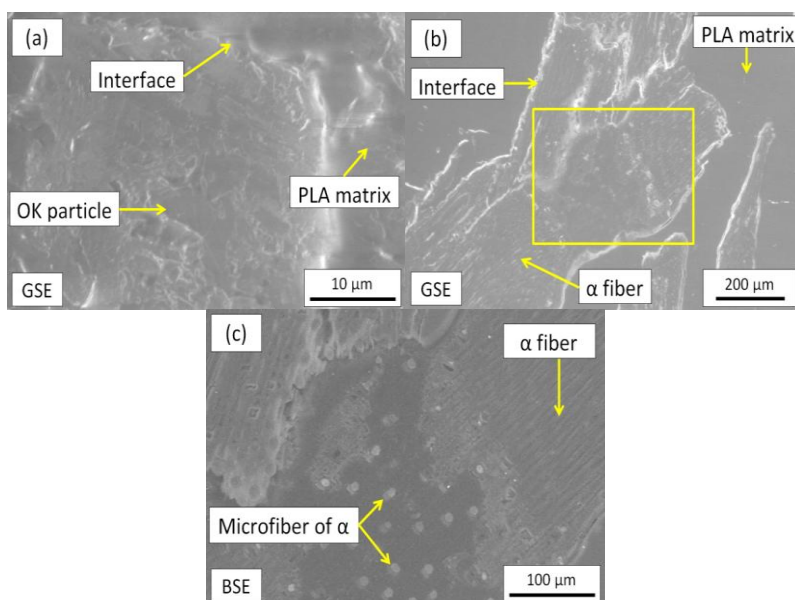 (a)
Interface
OK particle
PLA matrix
GSE
10 µm
(b)
PLA matrix
Interface
α fiber
GSE
200 µm
(c)
α fiber
Microfiber of α
BSE
100 µm